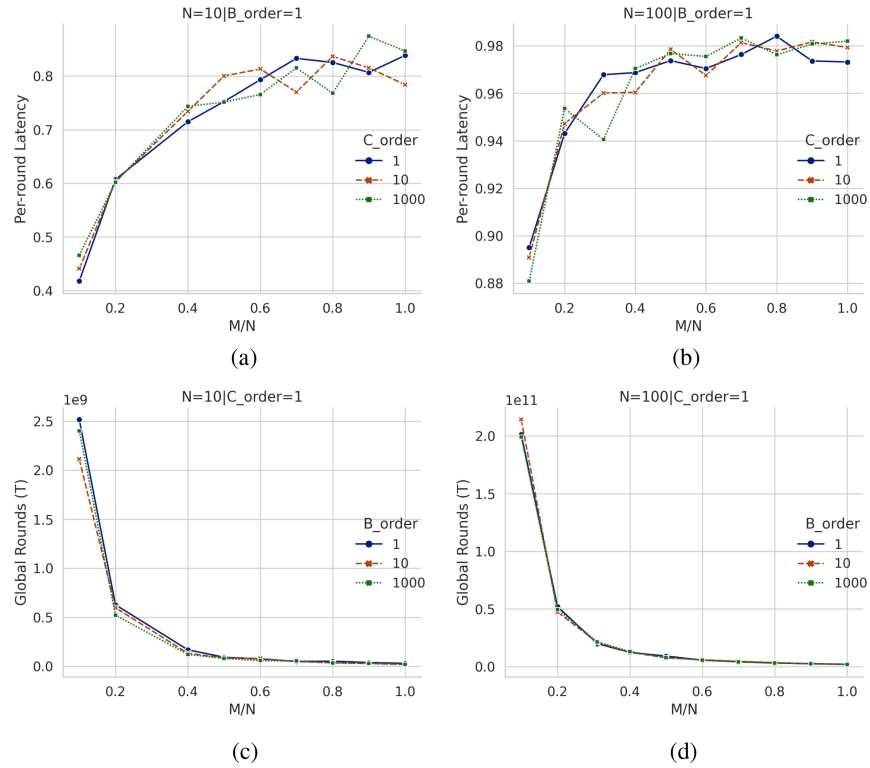 N=10|B_order=1
Per-round Latency
0.8
0.7
0.6
0.5
0.4
C_order
1
10
1000
0.2 0.4 0.6 0.8 1.0
M/N
(a)
N=100|B_order=1
Per-round Latency
0.98
0.96
0.94
0.92
0.90
0.88
C_order
1
10
1000
0.2 0.4 0.6 0.8 1.0
M/N
(b)
1e9
N=10|C_order=1
Global Rounds (T)
2.5
2.0
1.5
1.0
0.5
0.0
B_order
1
10
1000
0.2 0.4 0.6 0.8 1.0
M/N
(c)
1e11
N=100|C_order=1
Global Rounds (T)
2.0
1.5
1.0
0.5
0.0
B_order
1
10
1000
0.2 0.4 0.6 0.8 1.0
M/N
(d)